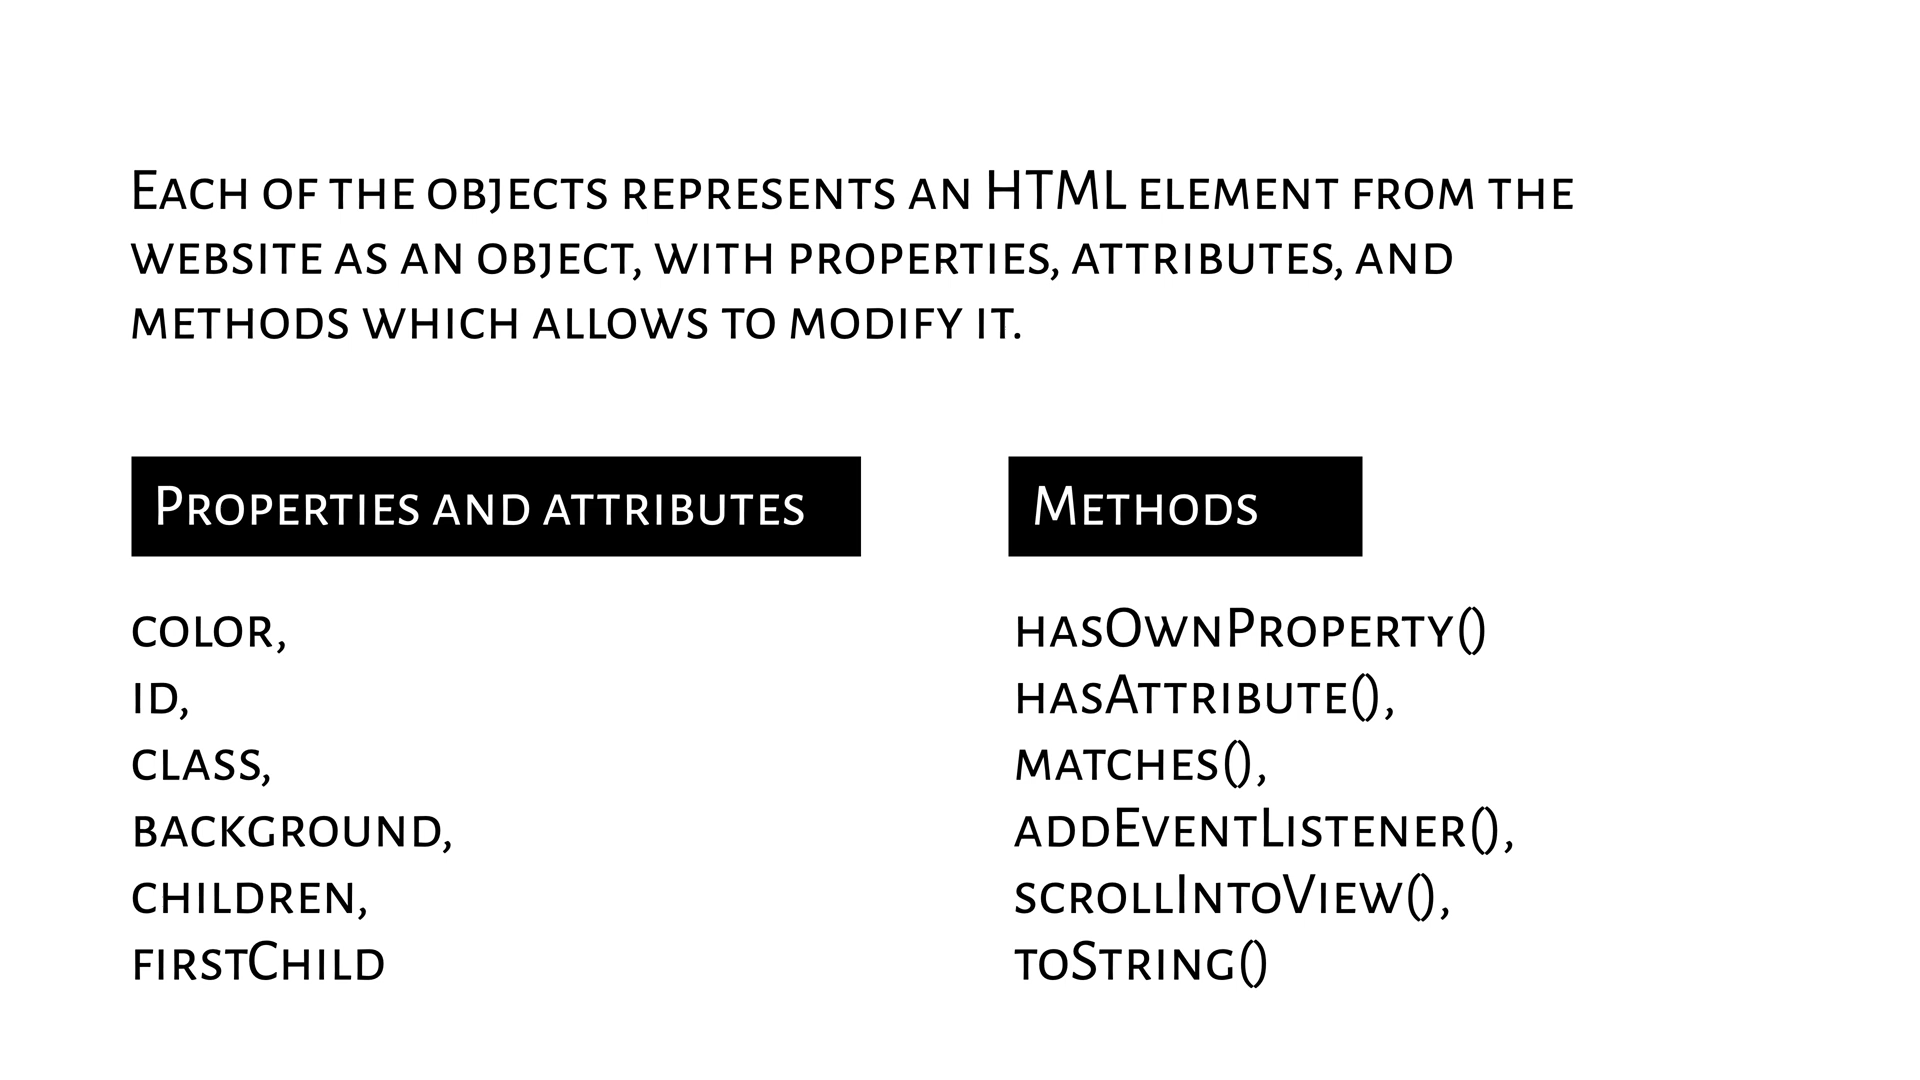 Each of the objects represents an HTML element from the
website as an object, with properties, attributes, and
methods which allows to modify it.
Properties and attributes
Methods
color,
id,
class,
background,
children,
firstChild
hasOwnProperty()
hasAttribute(),
matches(),
addEventListener(),
scrollIntoView(),
toString()